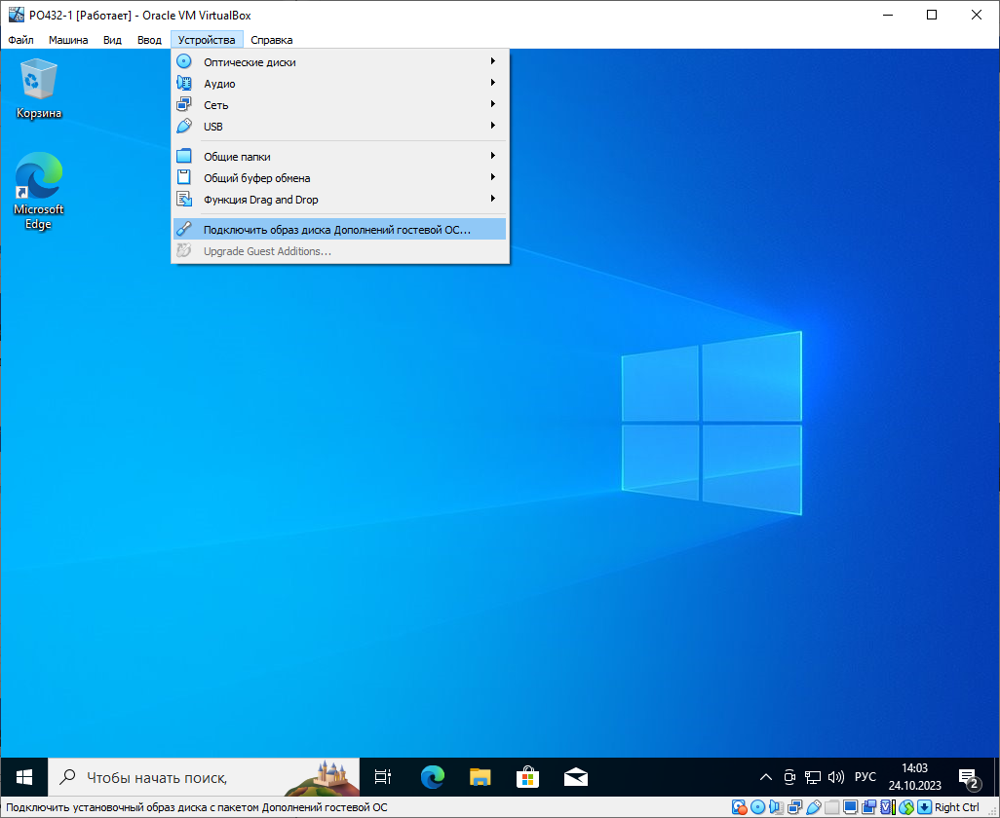 PO432-1 [Работает] - Oracle VM VirtualBox
Файл Машина Вид Ввод Устройства Справка
Оптические диски
Аудио
Сеть
USB
Общие папки
Общий буфер обмена
Функция Drag and Drop
Подключить образ диска Дополнений гостевой ОС...
Upgrade Guest Additions...
Корзина
Microsoft
Edge
Чтобы начать поиск,
РУС
14:03
24.10.2023
2
Подключить установочный образ диска с пакетом Дополнений гостевой ОС
Right Ctrl